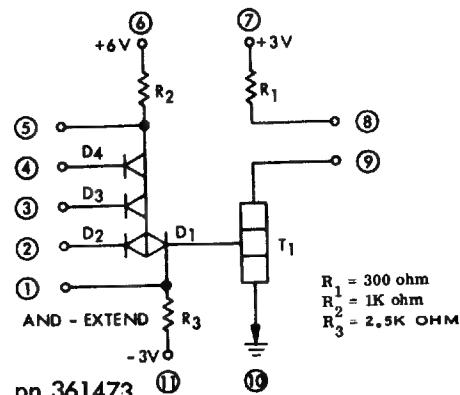 ⑥ ⑦
+6V +3V
R2 R1
⑤ ⑧
④ D4 ⑨
③ D3
② D2 D1 T1
①
R1 = 300 ohm
R2 = 1K ohm
R3 = 2.5K OHM
AND - EXTEND R3
-3V
pn 361473 ⑪ ⑩